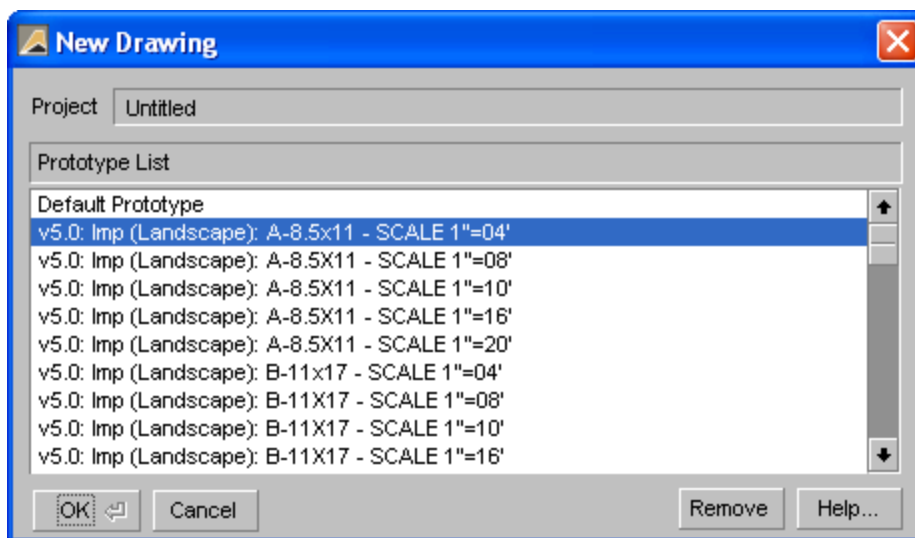 New Drawing
Project Untitled
Prototype List
Default Prototype
v5.0: Imp (Landscape): A-8.5x11 - SCALE 1"=04'
v5.0: Imp (Landscape): A-8.5X11 - SCALE 1"=08'
v5.0: Imp (Landscape): A-8.5X11 - SCALE 1"=10'
v5.0: Imp (Landscape): A-8.5X11 - SCALE 1"=16'
v5.0: Imp (Landscape): A-8.5X11 - SCALE 1"=20'
v5.0: Imp (Landscape): B-11x17 - SCALE 1"=04'
v5.0: Imp (Landscape): B-11X17 - SCALE 1"=08'
v5.0: Imp (Landscape): B-11X17 - SCALE 1"=10'
v5.0: Imp (Landscape): B-11X17 - SCALE 1"=16'
OK Cancel Remove Help...